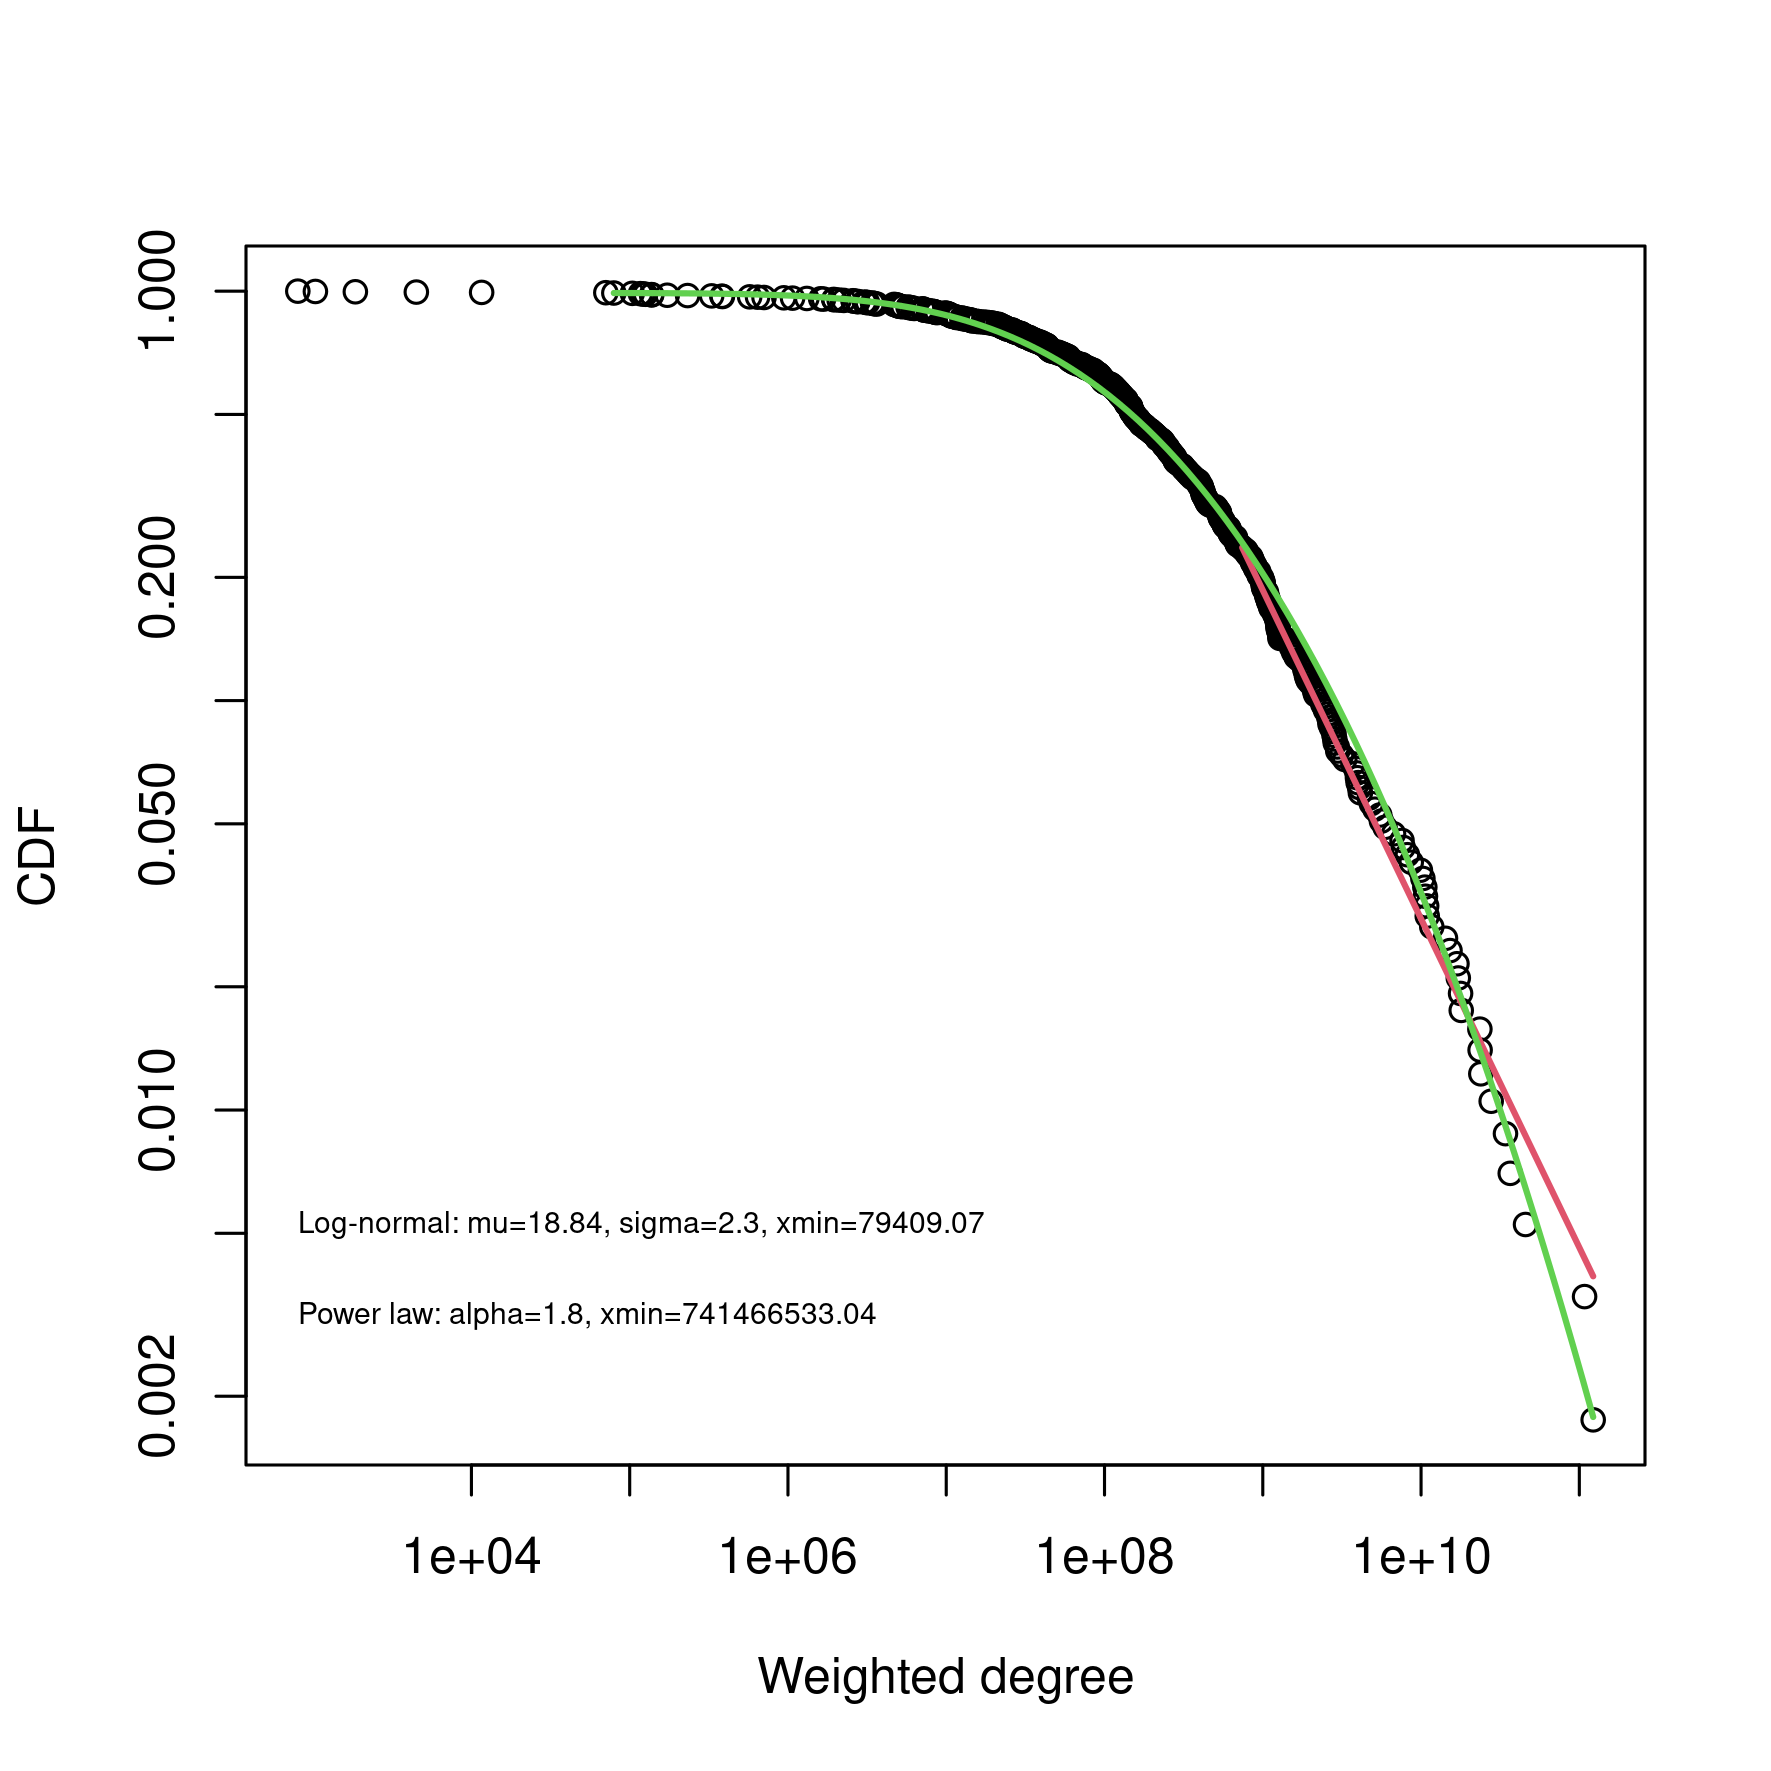 1.000
0.200
0.050
0.010
0.002
CDF
Log-normal: mu=18.84, sigma=2.3, xmin=79409.07
Power law: alpha=1.8, xmin=741466533.04
1e+04 1e+06 1e+08 1e+10
Weighted degree